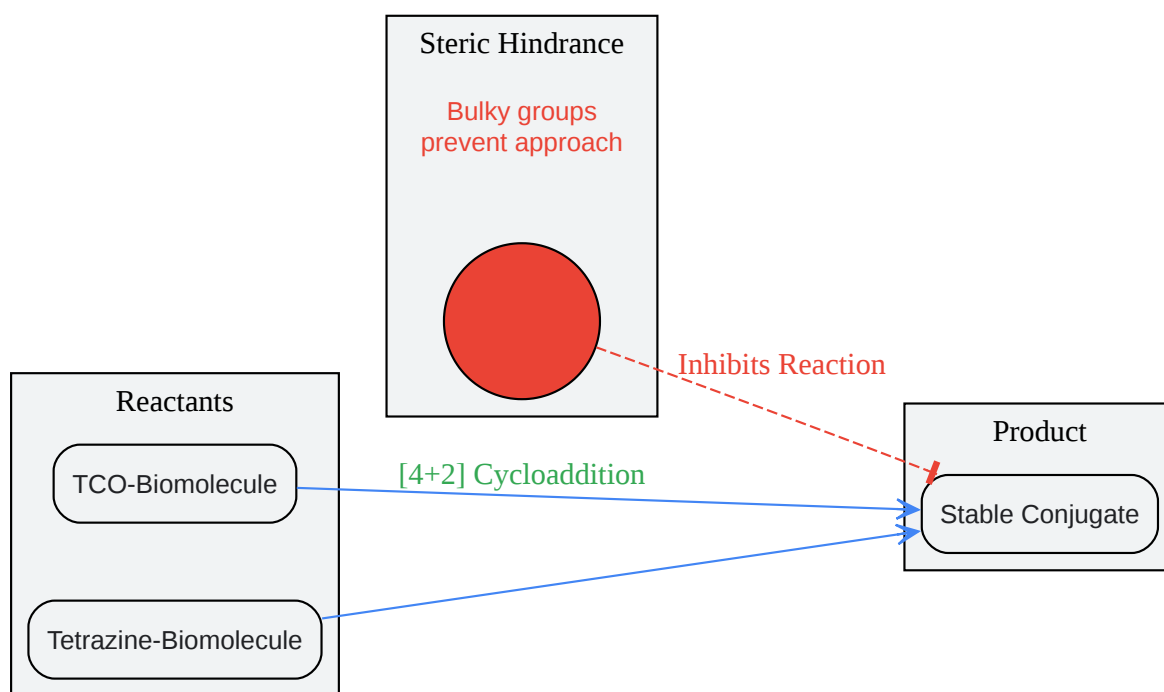 Steric Hindrance
Bulky groups
prevent approach
Inhibits Reaction
Reactants
TCO-Biomolecule
[4+2] Cycloaddition
Tetrazine-Biomolecule
Product
Stable Conjugate